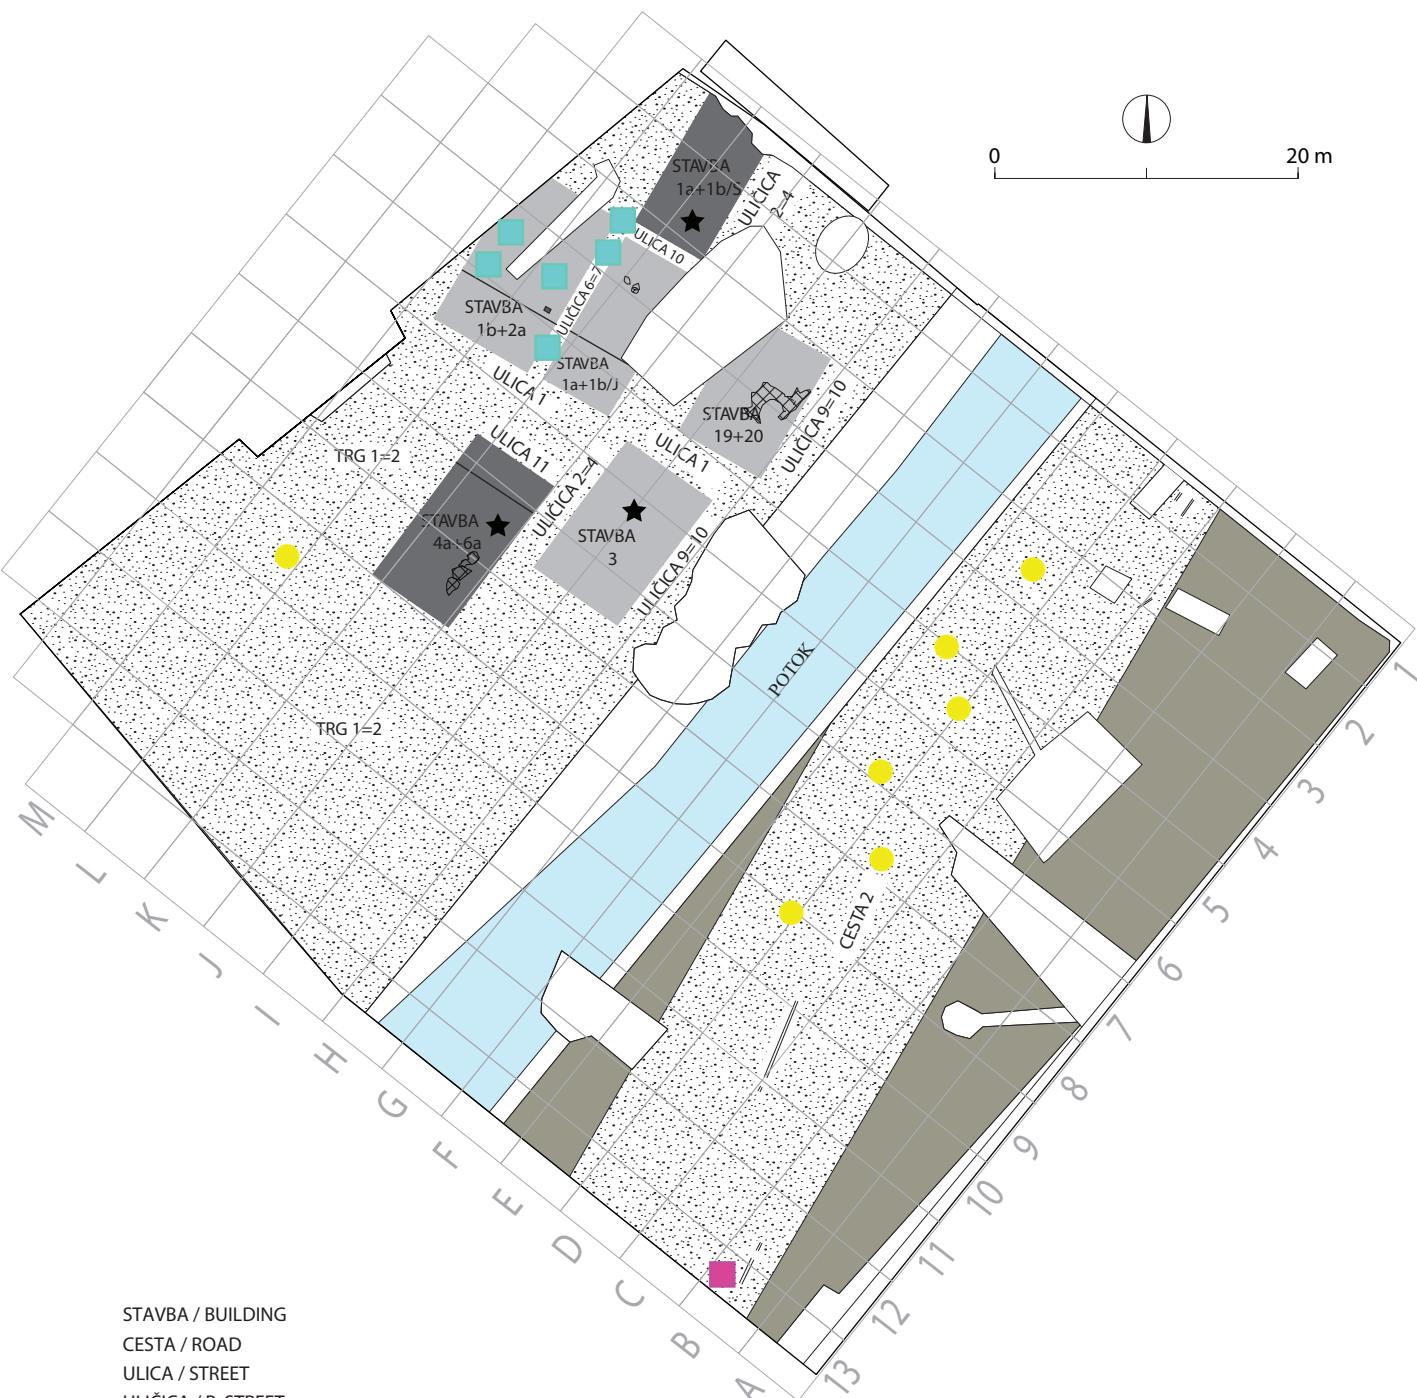 0
20 m
STAVBA
1a+1b/S
ULIČICA
2=4
ULICA 10
ULIČICA 6=7
STAVBA
1b+2a
STAVBA
1a+1b/J
ULICA 1
STAVBA
19+20
ULIČICA 9=10
ULICA 1
ULICA 11
TRG 1=2
ULIČICA 2=4
STAVBA
4a+6a
STAVBA
3
ULIČICA 9=10
POTOK
TRG 1=2
CESTA 2
1
2
3
4
5
6
7
8
9
10
11
12
13
M
L
K
J
I
H
G
F
E
D
C
B
A
STAVBA / BUILDING
CESTA / ROAD
ULICA / STREET